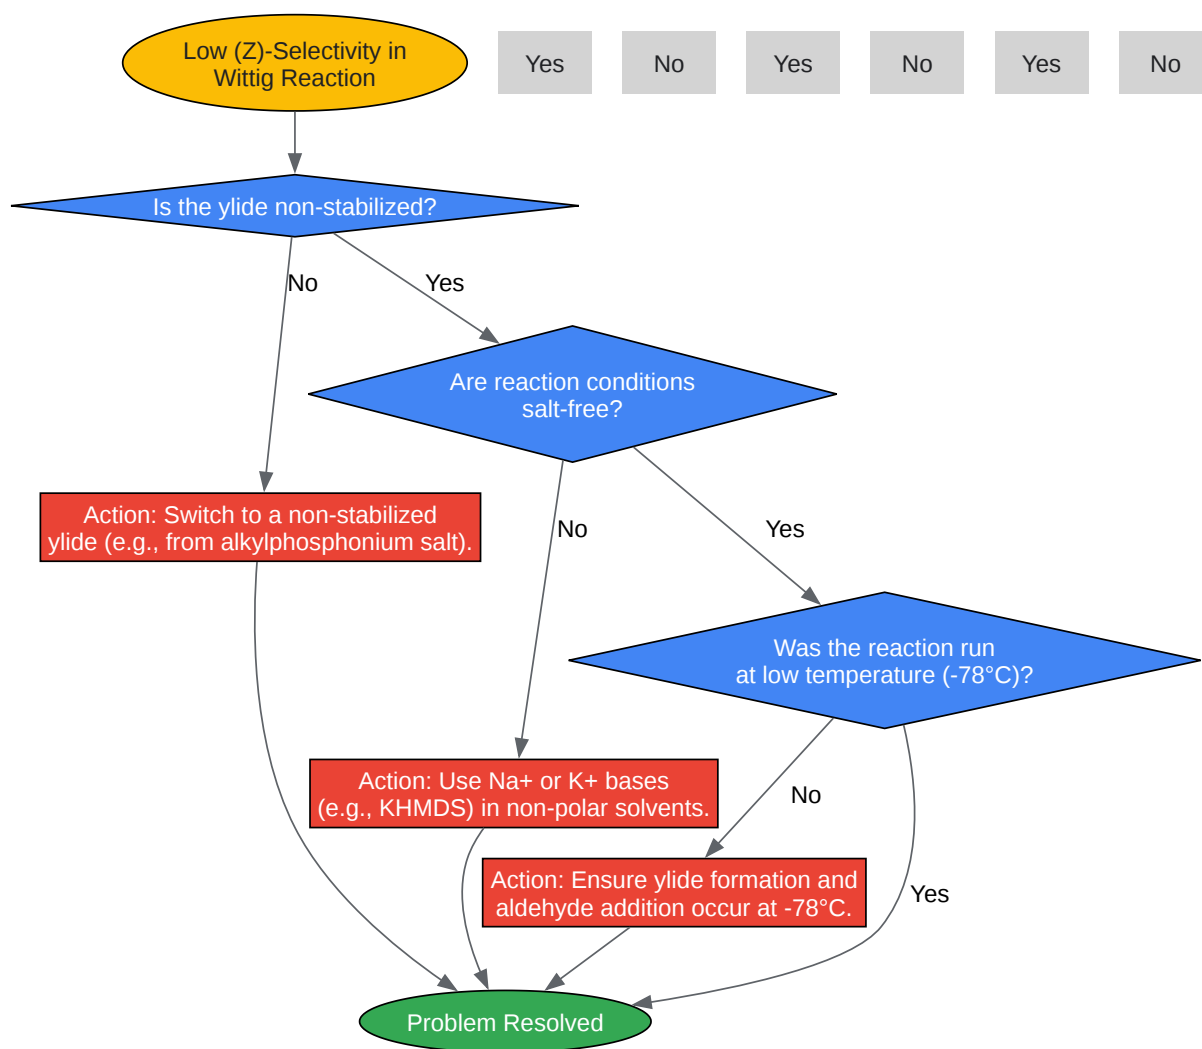 Low (Z)-Selectivity in
Wittig Reaction
Yes
No
Yes
No
Yes
No
Is the ylide non-stabilized?
No
Yes
Are reaction conditions
salt-free?
Action: Switch to a non-stabilized
ylide (e.g., from alkylphosphonium salt).
No
Yes
Was the reaction run
at low temperature (-78°C)?
Action: Use Na+ or K+ bases
(e.g., KHMDS) in non-polar solvents.
No
Action: Ensure ylide formation and
aldehyde addition occur at -78°C.
Yes
Problem Resolved